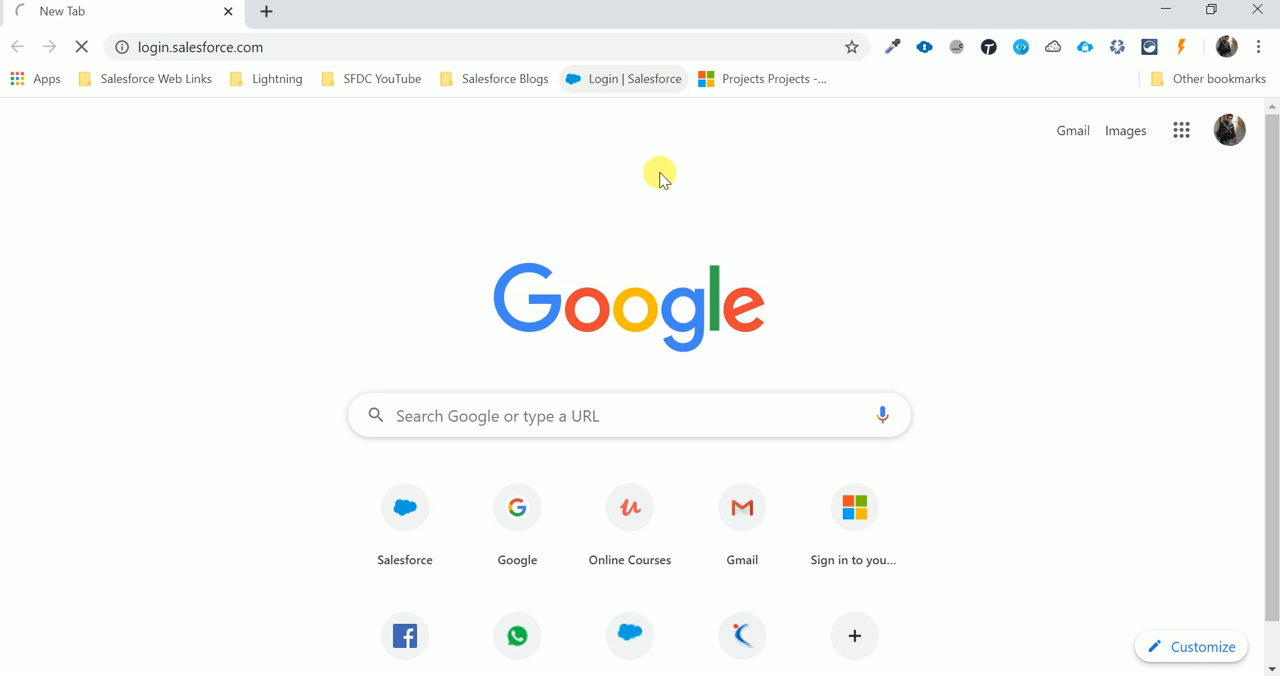 New Tab
login.salesforce.com
Apps Salesforce Web Links Lightning SFDC YouTube Salesforce Blogs Login | Salesforce Projects Projects -... Other bookmarks
Gmail Images
Google
Search Google or type a URL
Salesforce Google Online Courses Gmail Sign in to you...
Customize